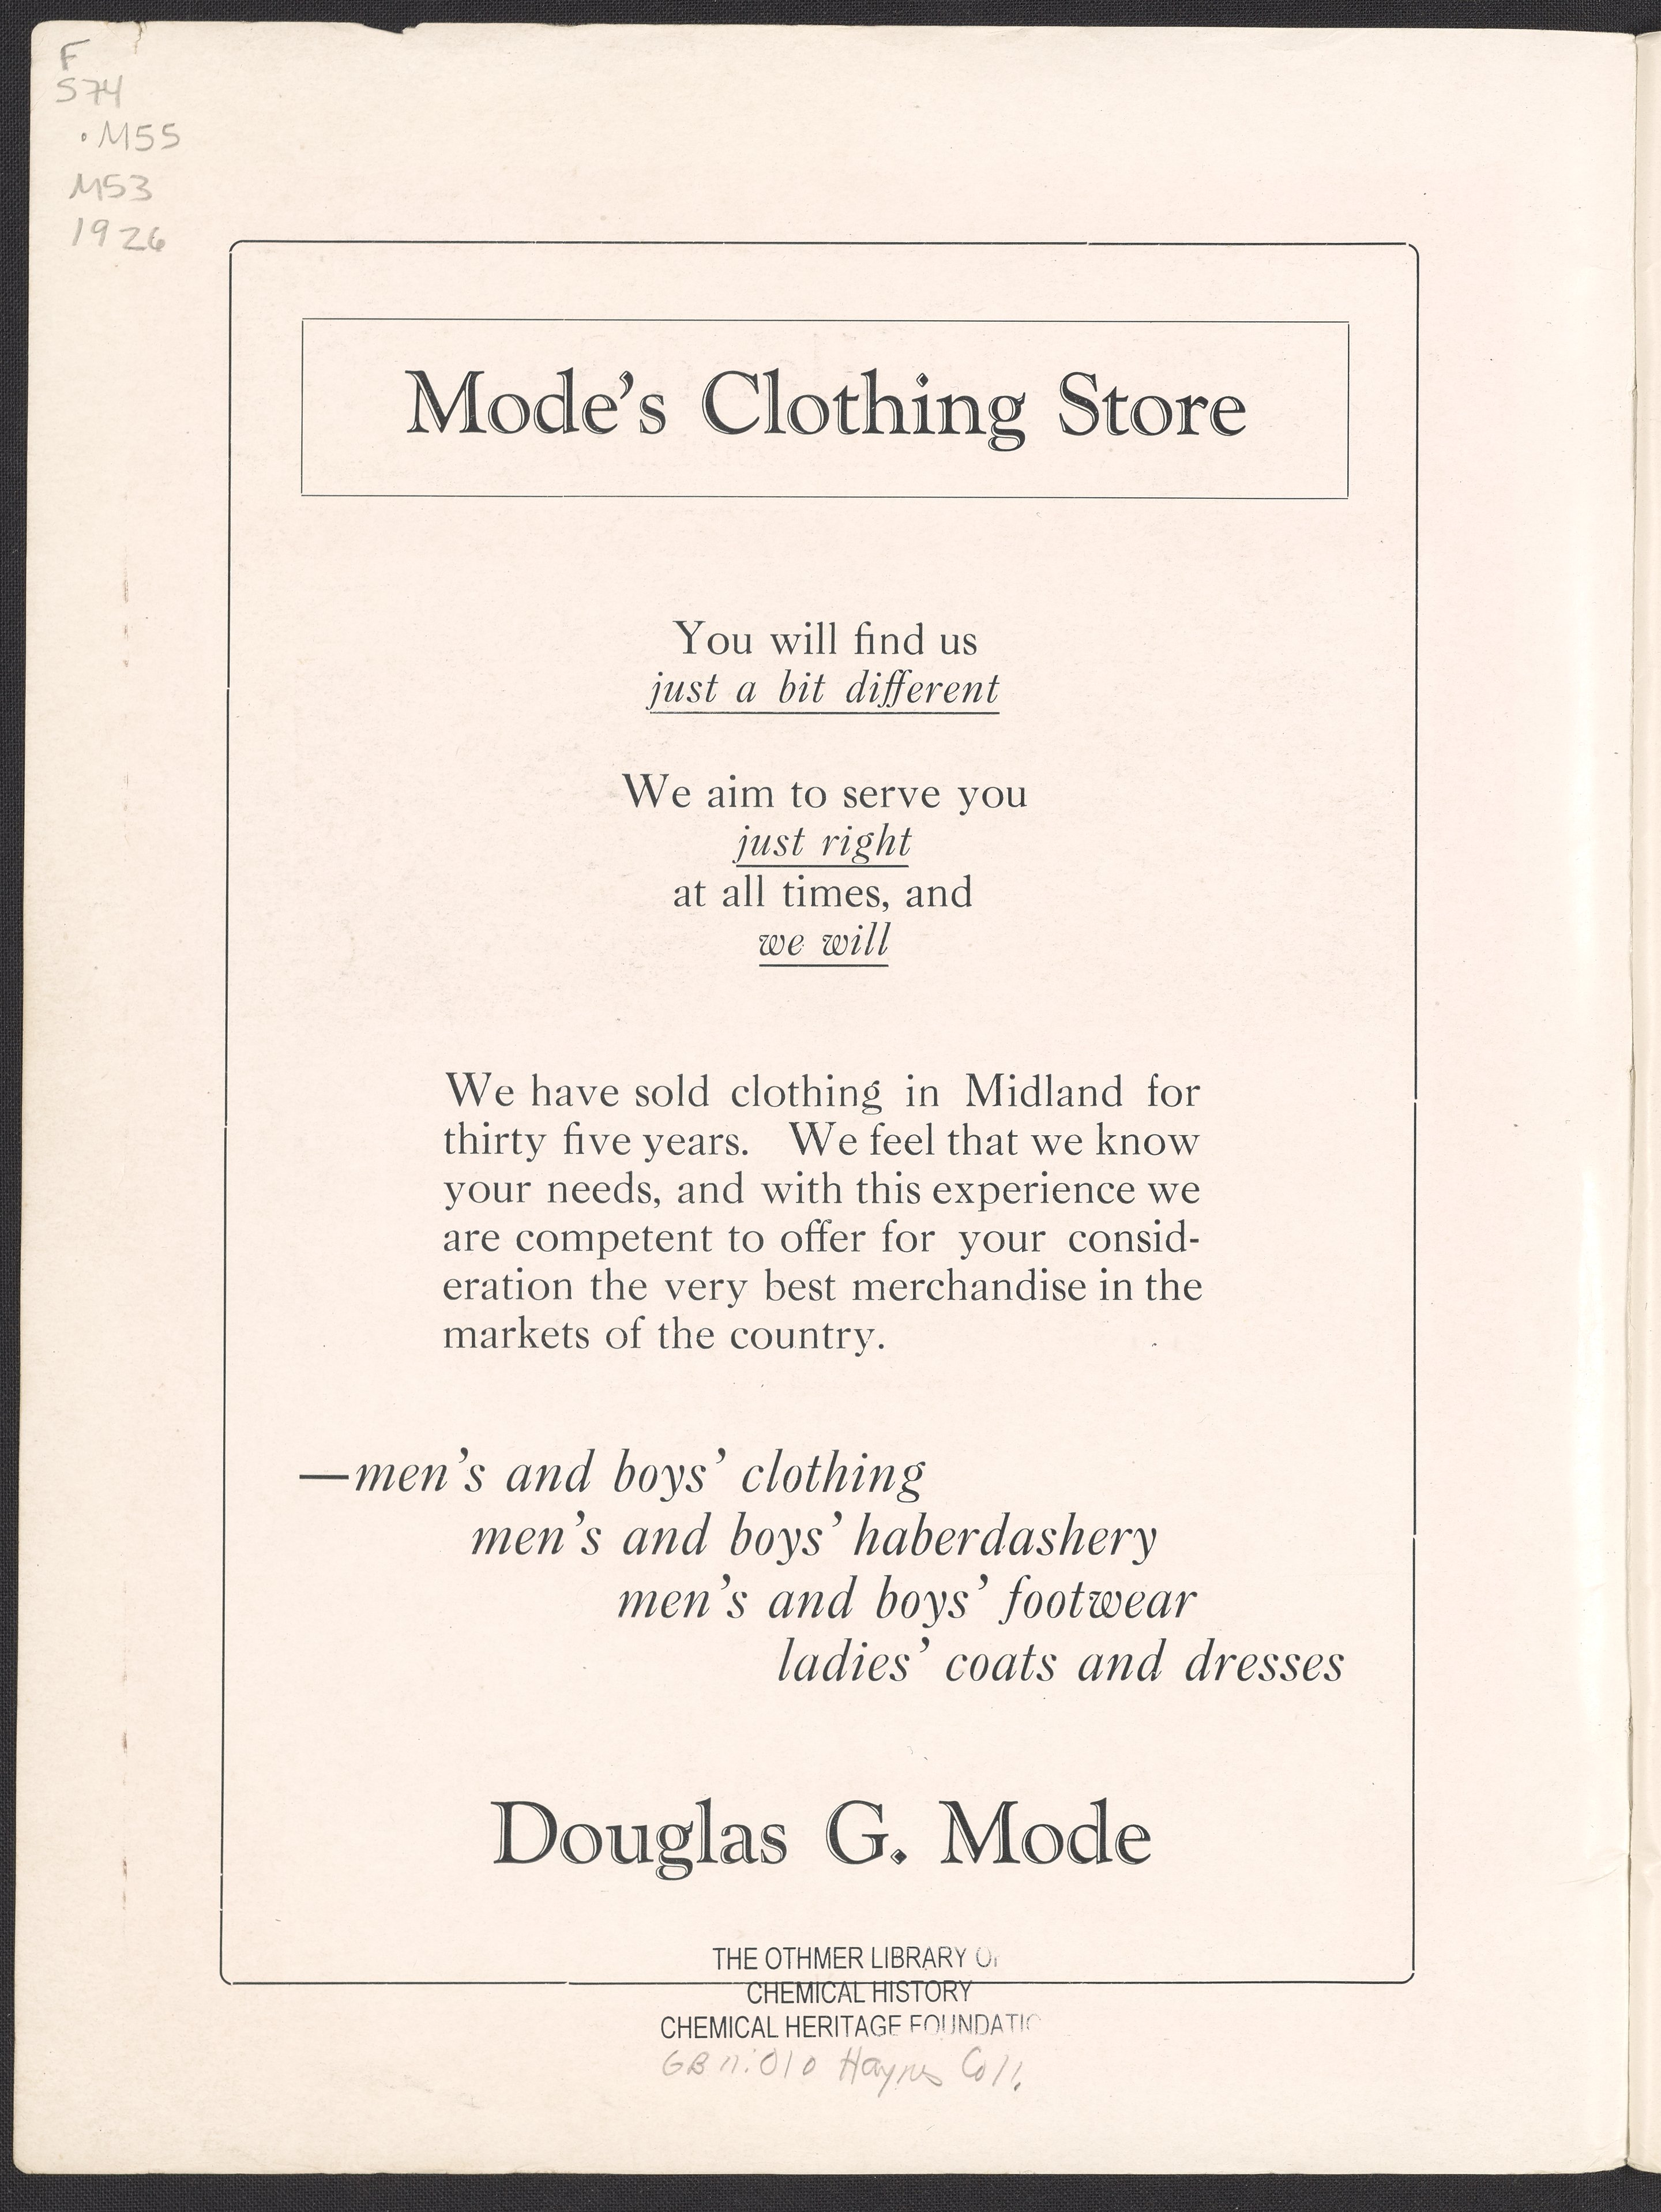 F
574
.M55
M53
1926
Mode's Clothing Store
You will find us
just a bit different
We aim to serve you
just right
at all times, and
we will
We have sold clothing in Midland for
thirty five years. We feel that we know
your needs, and with this experience we
are competent to offer for your consid-
eration the very best merchandise in the
markets of the country.
—men's and boys' clothing
men's and boys' haberdashery
men's and boys' footwear
ladies' coats and dresses
Douglas G. Mode
THE OTHMER LIBRARY OF
CHEMICAL HISTORY
CHEMICAL HERITAGE FOUNDATIO
Haynes Coll.